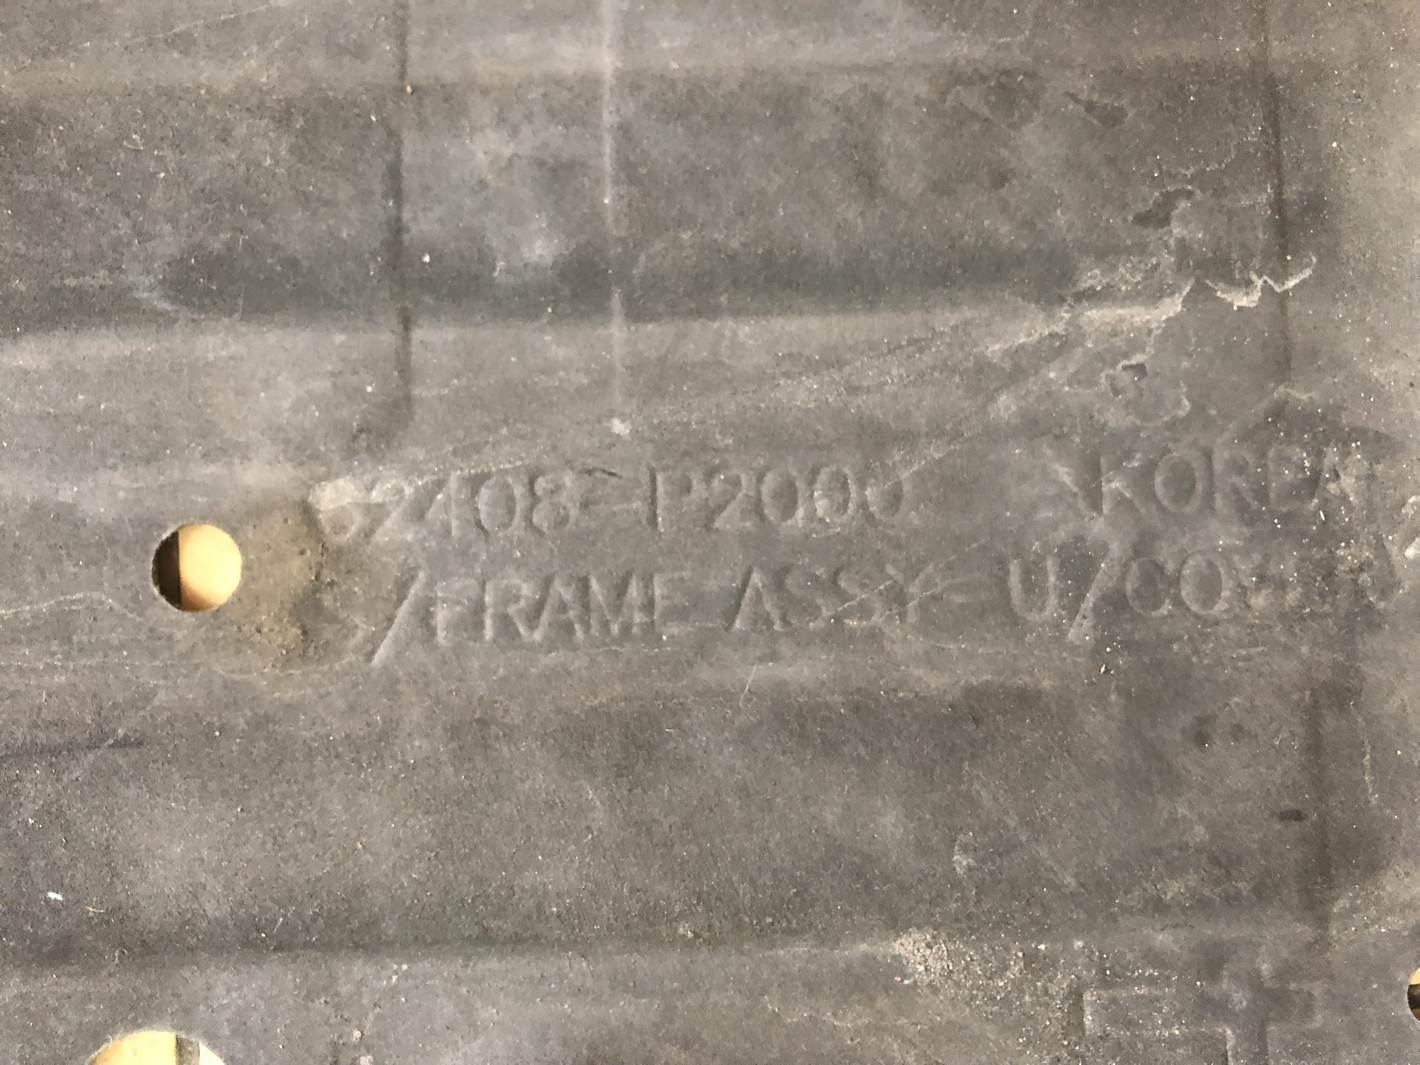 62408-P2000 KOREA
/FRAME ASSY-U/COVER